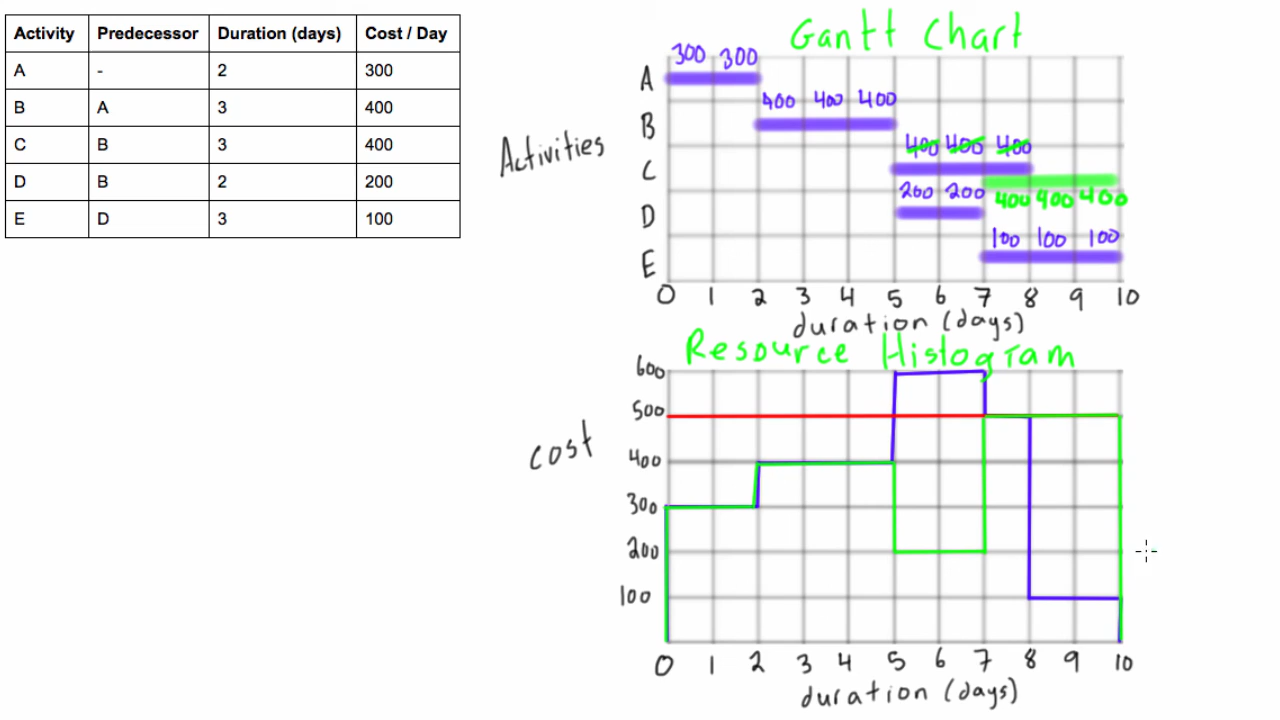 Activity Predecessor Duration (days) Cost / Day
A - 2 300
B A 3 400
C B 3 400
D B 2 200
E D 3 100
Gantt Chart
Activities
A 300 300
B 400 400 400
C 400 400 400
400 400 400
D 200 200
E 100 100 100
0 1 2 3 4 5 6 7 8 9 10
duration (days)
Resource Histogram
cost
600
500
400
300
200
100
0 1 2 3 4 5 6 7 8 9 10
duration (days)